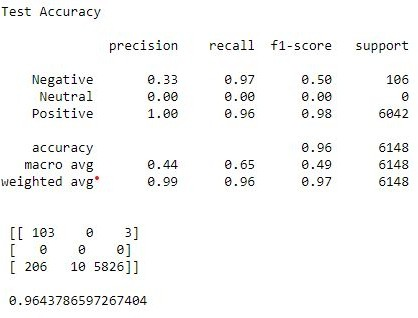 Test Accuracy
precision recall f1-score support
Negative 0.33 0.97 0.50 106
Neutral 0.00 0.00 0.00 0
Positive 1.00 0.96 0.98 6042
accuracy 0.96 6148
macro avg 0.44 0.65 0.49 6148
weighted avg 0.99 0.96 0.97 6148
[[ 103 0 3]
[ 0 0 0]
[ 206 10 5826]]
0.9643786597267404